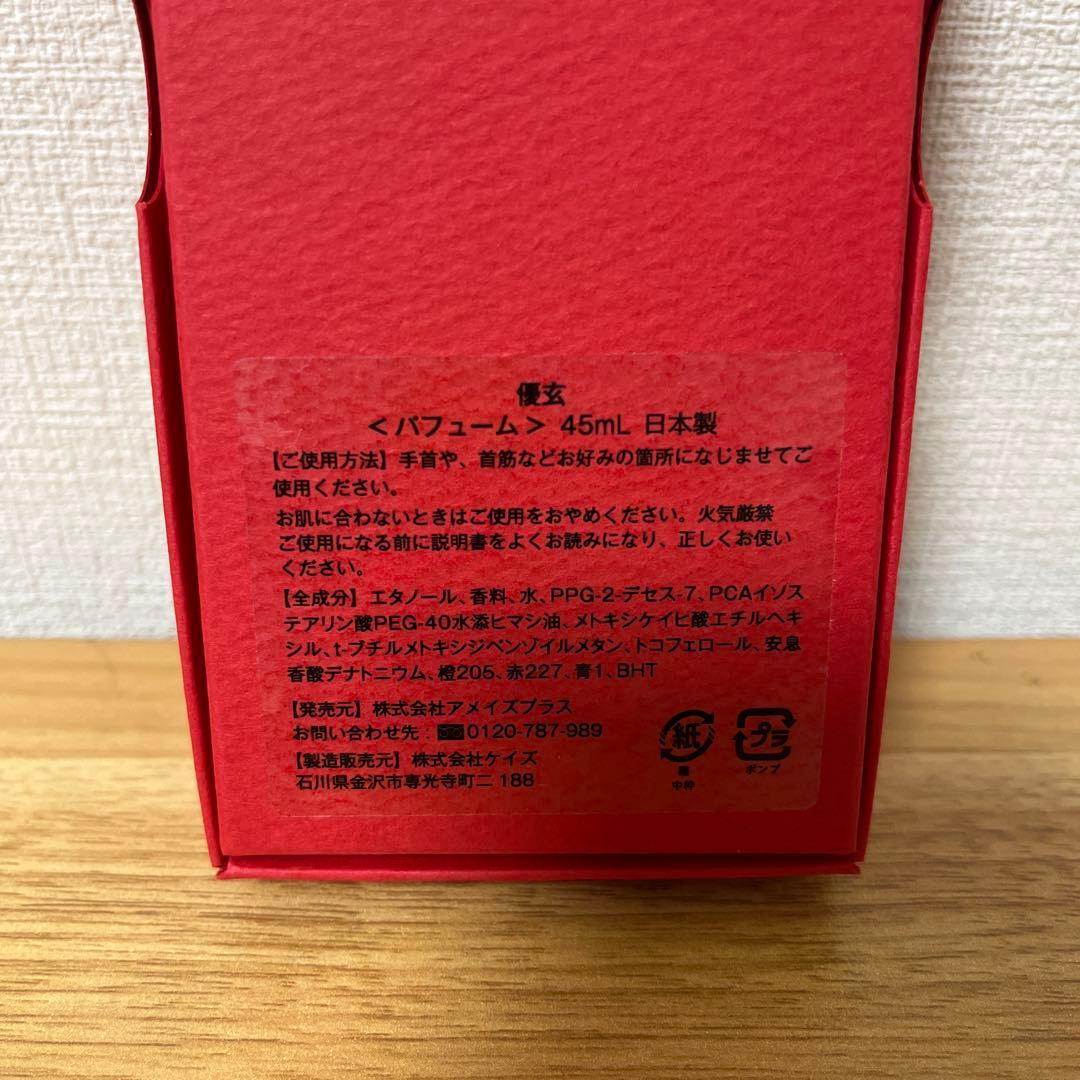 優玄
＜パフューム＞ 45mL 日本製
【ご使用方法】手首や、首筋などお好みの箇所になじませてご
使用ください。
お肌に合わないときはご使用をおやめください。火気厳禁
ご使用になる前に説明書をよくお読みになり、正しくお使い
ください。
【全成分】エタノール、香料、水、PPG-2-デセス-7、PCAイソス
テアリン酸PEG-40水添ヒマシ油、メトキシケイヒ酸エチルヘキ
シル、t-ブチルメトキシジベンゾイルメタン、トコフェロール、安息
香酸デナトニウム、橙205、赤227、青1、BHT
【発売元】株式会社アメイズプラス
お問い合わせ先：0120-787-989
【製造販売元】株式会社ケイズ
石川県金沢市専光寺町二 188
紙
中枠
プラ
ポンプ